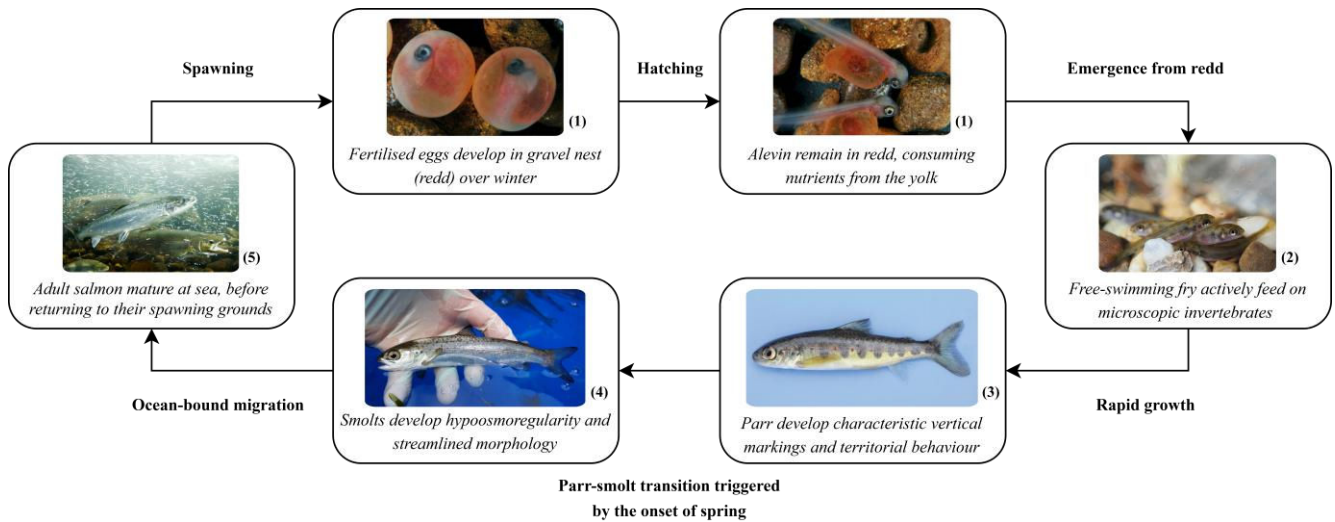 Spawning
(1)
Fertilised eggs develop in gravel nest
(redd) over winter
Hatching
(1)
Alevin remain in redd, consuming
nutrients from the yolk
Emergence from redd
(2)
Free-swimming fry actively feed on
microscopic invertebrates
Rapid growth
(3)
Parr develop characteristic vertical
markings and territorial behaviour
Parr-smolt transition triggered
by the onset of spring
(4)
Smolts develop hypoosmoregularity and
streamlined morphology
Ocean-bound migration
(5)
Adult salmon mature at sea, before
returning to their spawning grounds